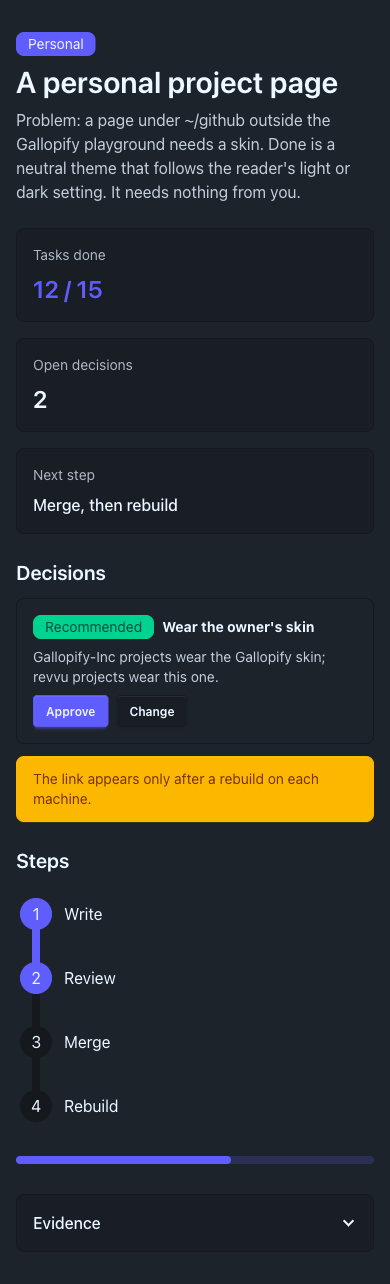 Personal
A personal project page
Problem: a page under ~/github outside the
Gallopify playground needs a skin. Done is a
neutral theme that follows the reader's light or
dark setting. It needs nothing from you.
Tasks done
12 / 15
Open decisions
2
Next step
Merge, then rebuild
Decisions
Recommended Wear the owner's skin
Gallopify-Inc projects wear the Gallopify skin;
revvu projects wear this one.
Approve Change
The link appears only after a rebuild on each
machine.
Steps
1 Write
2 Review
3 Merge
4 Rebuild
Evidence